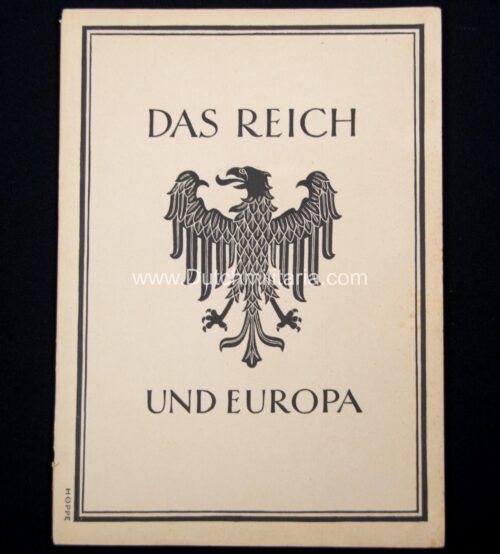 DAS REICH
www.Dutchmilitaria.com
UND EUROPA
HOPPE